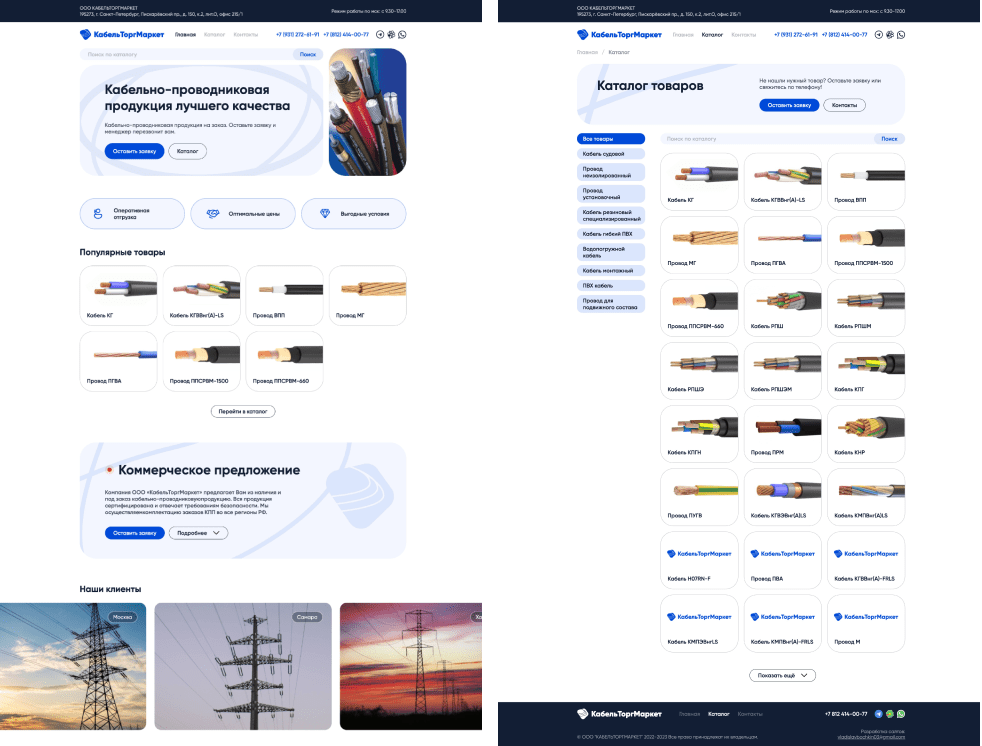 ООО КАБЕЛЬТОРГМАРКЕТ
195273, г. Санкт-Петербург, Пискарёвский пр., д. 150, к.2, лит.О, офис 215/1
Режим работы по мск: с 9:30-17:00
КабельТоргМаркет
Главная
Каталог
Контакты
+7 (931) 272-61-91
+7 (812) 414-00-77
Поиск по каталогу
Поиск
Кабельно-проводниковая
продукция лучшего качества
Кабельно-проводниковая продукция на заказ. Оставьте заявку и
менеджер перезвонит вам.
Оставить заявку
Каталог
Оперативная
отгрузка
Оптимальные цены
Выгодные условия
Популярные товары
Кабель КГ
Кабель КГВВнг(А)-LS
Провод ВПП
Провод МГ
Провод ПГВА
Провод ППСРВМ-1500
Провод ППСРВМ-660
Перейти в каталог
Коммерческое предложение
Компания ООО «КабельТоргМаркет» предлагает Вам из наличия и
под заказ кабельно-проводниковуюпродукцию. Вся продукция
сертифицирована и отвечает требованиям безопасности. Мы
осуществляемкомплектацию заказов КПП во все регионы РФ.
Оставить заявку
Подробнее
Наши клиенты
Москва
Самара
Ха
ООО КАБЕЛЬТОРГМАРКЕТ
195273, г. Санкт-Петербург, Пискарёвский пр., д. 150, к.2, лит.О, офис 215/1
Режим работы по мск: с 9:30-17:00
КабельТоргМаркет
Главная
Каталог
Контакты
+7 (931) 272-61-91
+7 (812) 414-00-77
Главная / Каталог
Каталог товаров
Не нашли нужный товар? Оставьте заявку или
свяжитесь по телефону!
Оставить заявку
Контакты
Все товары
Кабель судовой
Провод
неизолированный
Провод
установочный
Кабель резиновый
специализированный
Кабель гибкий ПВХ
Водопогружной
кабель
Кабель монтажный
ПВХ кабель
Провод для
подвижного состава
Поиск по каталогу
Поиск
Кабель КГ
Кабель КГВВнг(А)-LS
Провод ВПП
Провод МГ
Провод ПГВА
Провод ППСРВМ-1500
Провод ППСРВМ-660
Кабель РПШ
Кабель РПШМ
Кабель РПШЭ
Кабель РПШЭМ
Кабель КПГ
Кабель КПГН
Провод ПРМ
Кабель КНР
Провод ПУГВ
Кабель КГВЭВнг(А)LS
Кабель КМПВнг(А)LS
КабельТоргМаркет
КабельТоргМаркет
КабельТоргМаркет
Кабель H07RN-F
Провод ПВА
Кабель КГВВнг(А)-FRLS
КабельТоргМаркет
КабельТоргМаркет
КабельТоргМаркет
Кабель КМПЭВнгLS
Кабель КМПВнг(А)-FRLS
Провод М
Показать ещё
КабельТоргМаркет
Главная
Каталог
Контакты
+7 812 414-00-77
© ООО "КАБЕЛЬТОРГМАРКЕТ" 2022-2023 Все права принадлежат их владельцам.
Разработка сайтов: